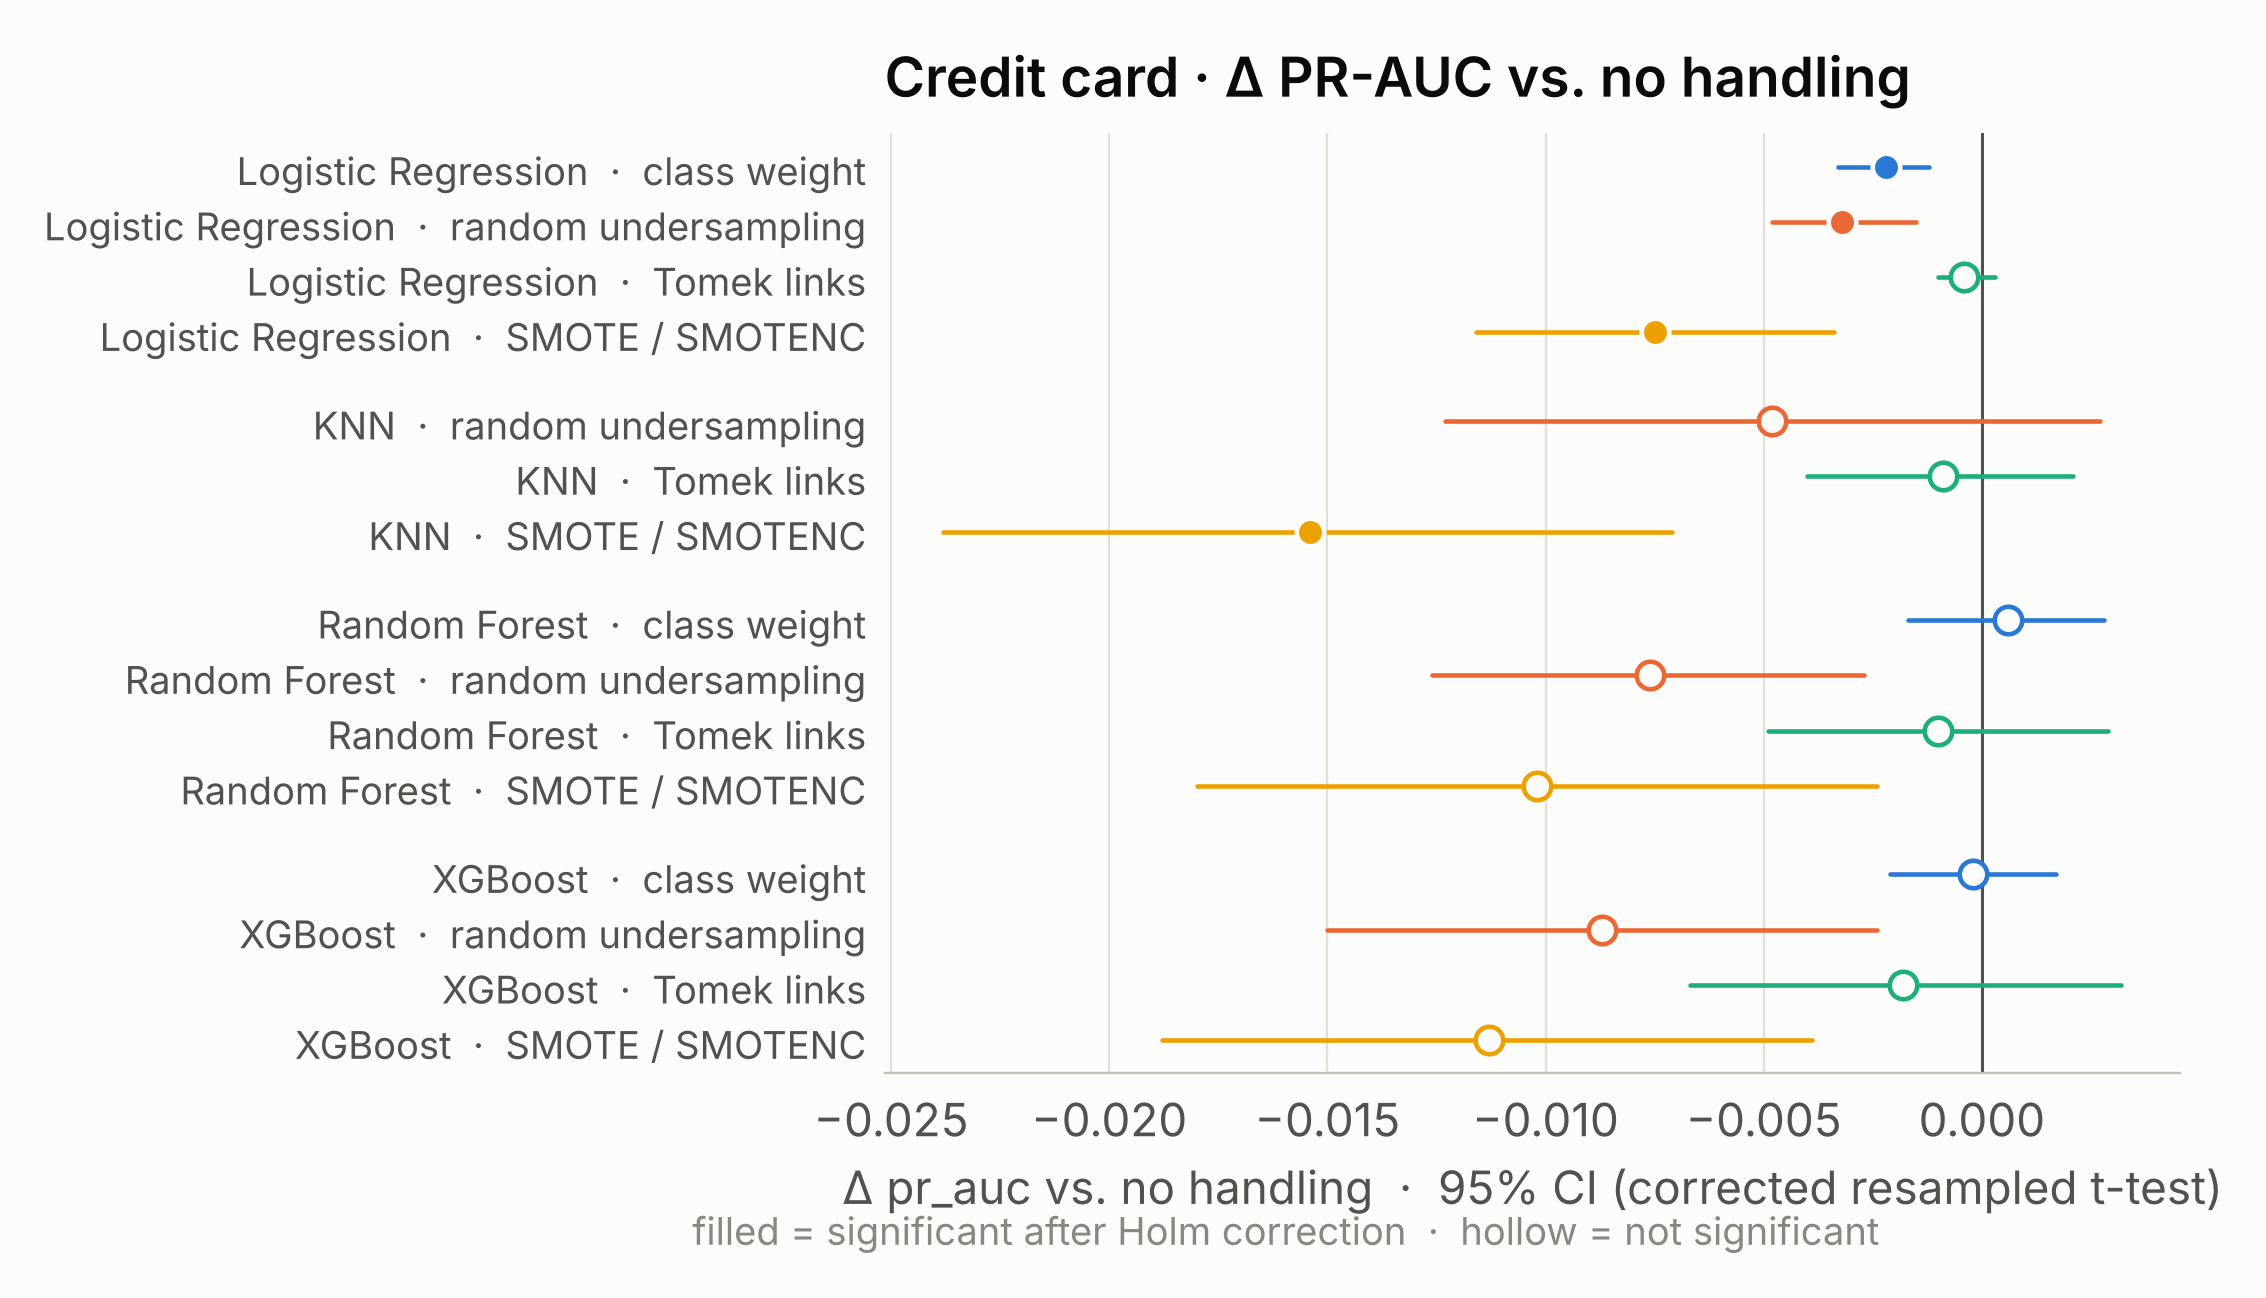 Credit card · Δ PR-AUC vs. no handling
Logistic Regression · class weight
Logistic Regression · random undersampling
Logistic Regression · Tomek links
Logistic Regression · SMOTE / SMOTENC
KNN · random undersampling
KNN · Tomek links
KNN · SMOTE / SMOTENC
Random Forest · class weight
Random Forest · random undersampling
Random Forest · Tomek links
Random Forest · SMOTE / SMOTENC
XGBoost · class weight
XGBoost · random undersampling
XGBoost · Tomek links
XGBoost · SMOTE / SMOTENC
−0.025 −0.020 −0.015 −0.010 −0.005 0.000
Δ pr_auc vs. no handling · 95% CI (corrected resampled t-test)
filled = significant after Holm correction · hollow = not significant